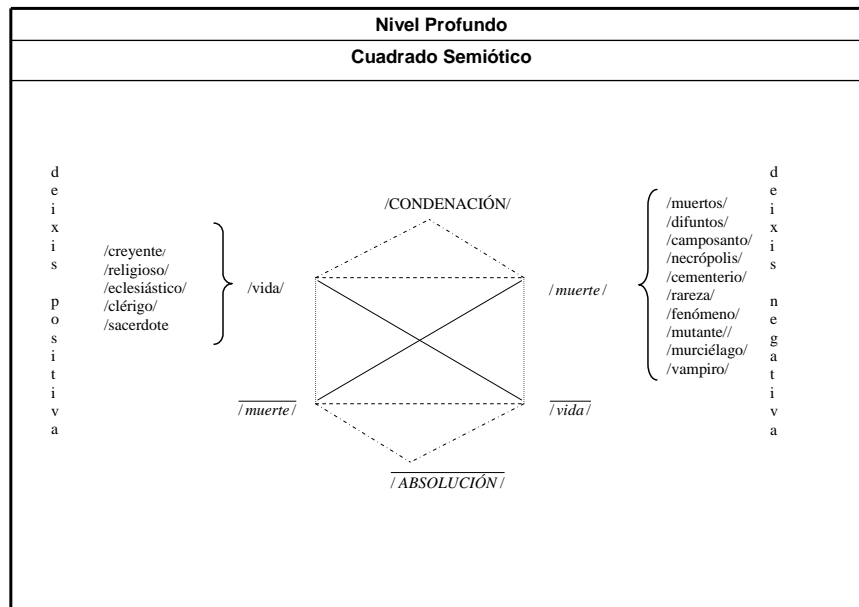 Nivel Profundo
Cuadrado Semiótico
deixis positiva
/creyente/
/religioso/
/eclesiástico/
/clérigo/
/sacerdote
/vida/
/CONDENACIÓN/
/muerte/
/muertos/
/difuntos/
/camposanto/
/necrópolis/
/cementerio/
/rareza/
/fenómeno/
/mutante//
/murciélago/
/vampiro/
deixis negativa
/muerte/
/vida/
/ABSOLUCIÓN/